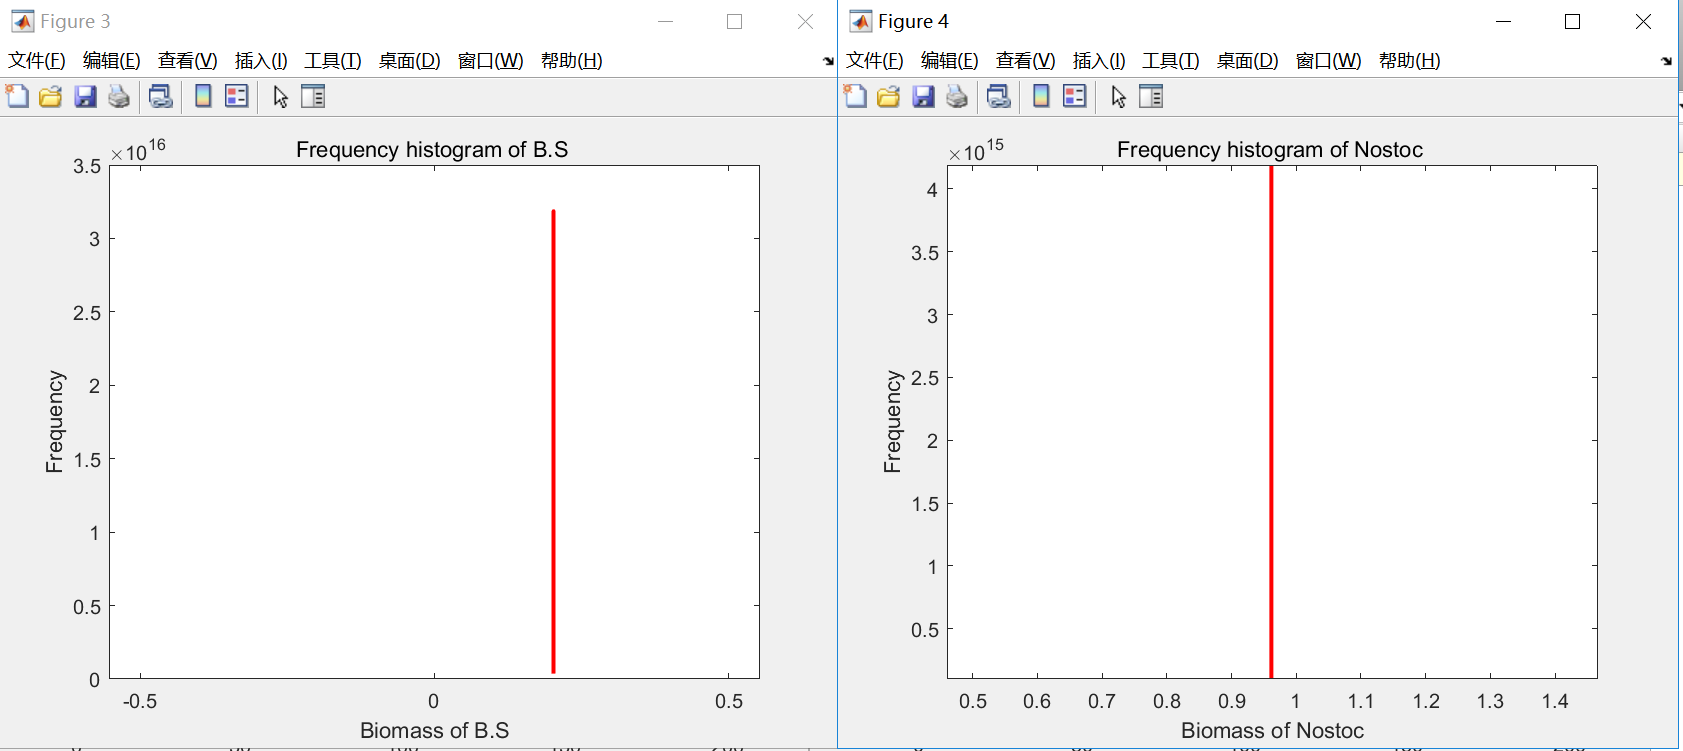 Figure 3
文件(F) 编辑(E) 查看(V) 插入(I) 工具(T) 桌面(D) 窗口(W) 帮助(H)
×10^16
Frequency histogram of B.S
3.5
3
2.5
2
1.5
1
0.5
0
Frequency
-0.5 0 0.5
Biomass of B.S
Figure 4
文件(F) 编辑(E) 查看(V) 插入(I) 工具(T) 桌面(D) 窗口(W) 帮助(H)
×10^15
Frequency histogram of Nostoc
4
3.5
3
2.5
2
1.5
1
0.5
Frequency
0.5 0.6 0.7 0.8 0.9 1 1.1 1.2 1.3 1.4
Biomass of Nostoc